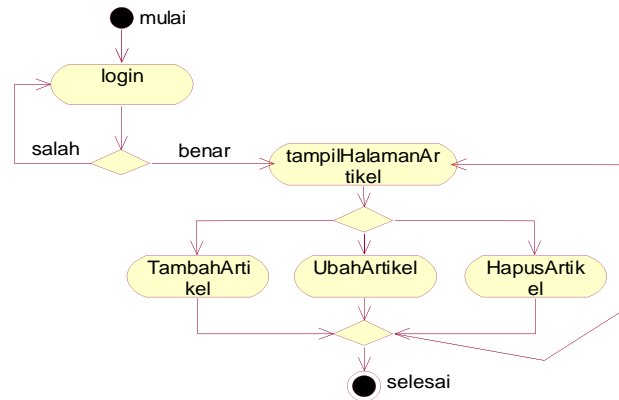 mulai
login
salah
benar
tampilHalamanAr
tikel
TambahArti
kel
UbahArtikel
HapusArtik
el
selesai